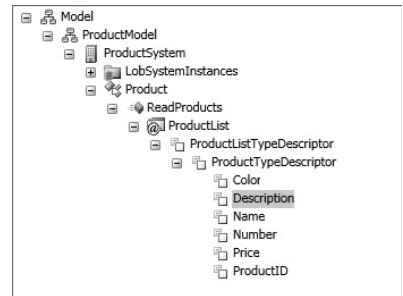 Model
ProductModel
ProductSystem
LobSystemInstances
Product
ReadProducts
ProductList
ProductListTypeDescriptor
ProductTypeDescriptor
Color
Description
Name
Number
Price
ProductID